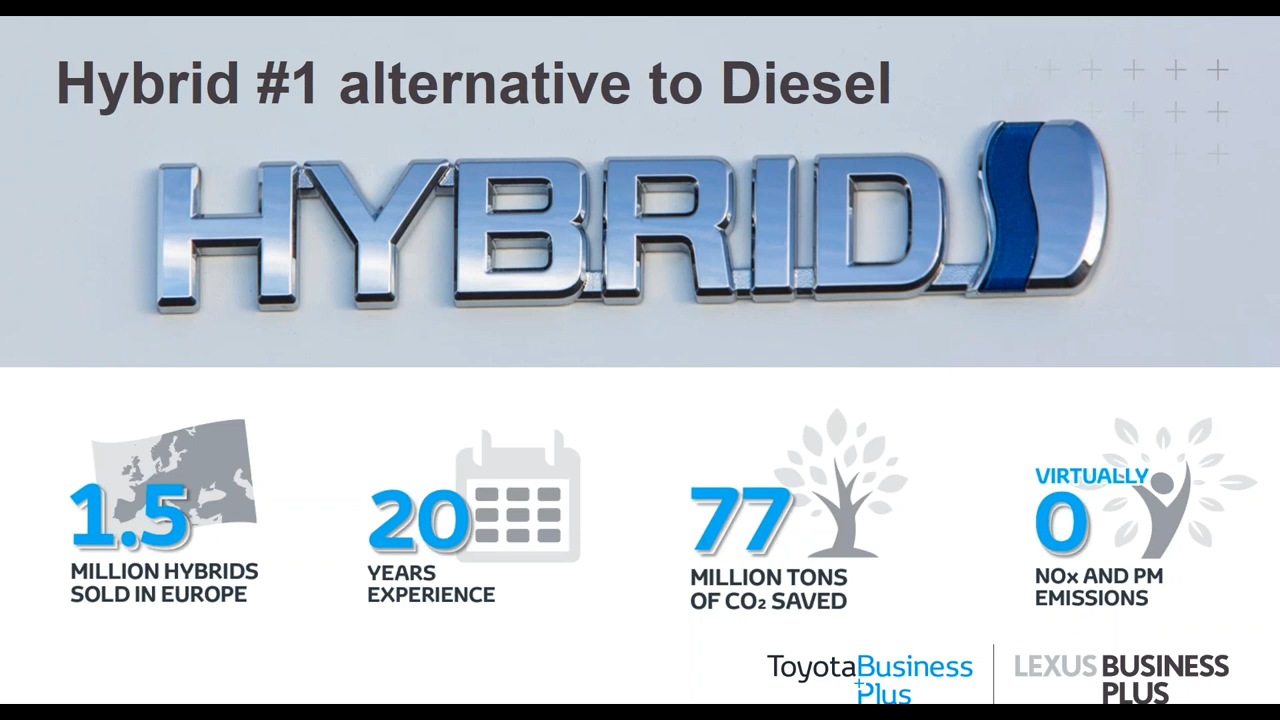 Hybrid #1 alternative to Diesel
HYBRID
1.5
MILLION HYBRIDS
SOLD IN EUROPE
20
YEARS
EXPERIENCE
77
MILLION TONS
OF CO₂ SAVED
VIRTUALLY
0
NOx AND PM
EMISSIONS
ToyotaBusiness
+Plus
LEXUS BUSINESS
PLUS